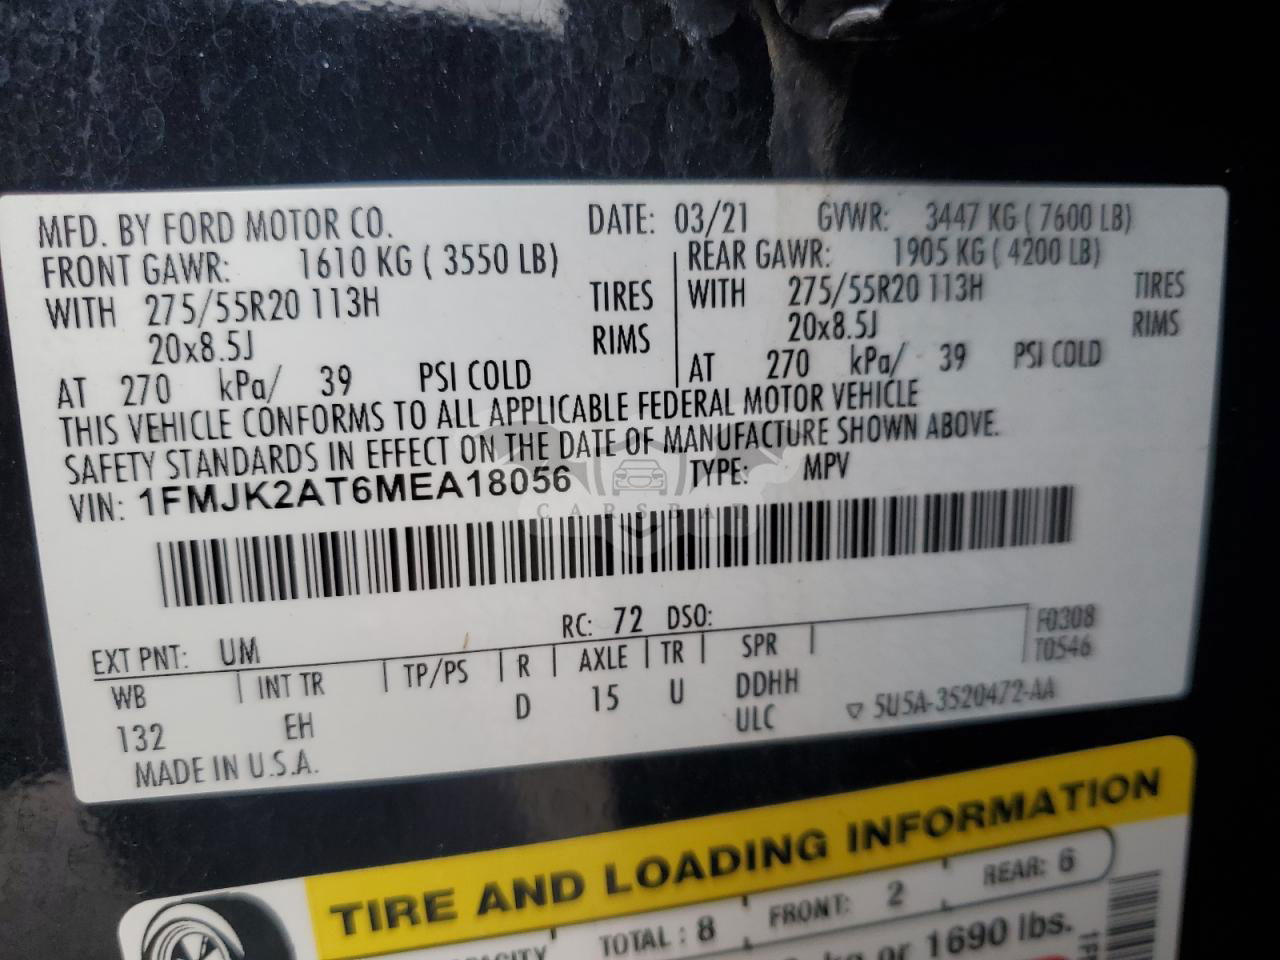 MFD. BY FORD MOTOR CO. DATE: 03/21 GVWR: 3447 KG ( 7600 LB)
FRONT GAWR: 1610 KG ( 3550 LB) REAR GAWR: 1905 KG ( 4200 LB)
WITH 275/55R20 113H TIRES WITH 275/55R20 113H TIRES
20x8.5J RIMS 20x8.5J RIMS
AT 270 kPa/ 39 PSI COLD AT 270 kPa/ 39 PSI COLD
THIS VEHICLE CONFORMS TO ALL APPLICABLE FEDERAL MOTOR VEHICLE
SAFETY STANDARDS IN EFFECT ON THE DATE OF MANUFACTURE SHOWN ABOVE.
VIN: 1FMJK2AT6MEA18056 TYPE: MPV
CARSBAT
RC: 72 DSO: F0308
EXT PNT: UM T0546
WB INT TR TP/PS R AXLE TR SPR
132 EH D 15 U DDHH
ULC ▽ 5U5A-3520472-AA
MADE IN U.S.A.
TIRE AND LOADING INFORMATION
TOTAL : 8 FRONT: 2 REAR: 6
or 1690 lbs.